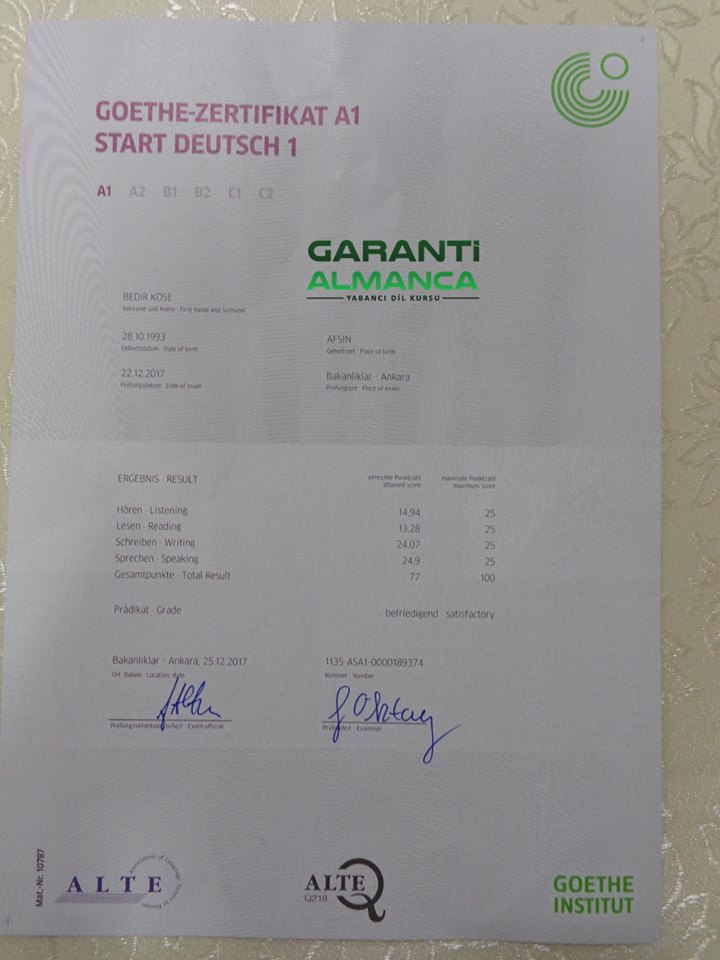 GOETHE-ZERTIFIKAT A1
START DEUTSCH 1
A1 A2 B1 B2 C1 C2
GARANTi
ALMANCA
YABANCI DİL KURSU
BEDIR KOSE
Vorname und Name · First Name and Surname
28.10.1993 AFSIN
Geburtsdatum · Date of birth Geburtsort · Place of birth
22.12.2017 Bakanliklar - Ankara
Prüfungsdatum · Date of exam Prüfungsort · Place of exam
ERGEBNIS · RESULT erreichte Punktzahl maximale Punktzahl
attained score maximum score
Hören · Listening 14,94 25
Lesen · Reading 13,28 25
Schreiben · Writing 24,07 25
Sprechen · Speaking 24,9 25
Gesamtpunkte · Total Result 77 100
Prädikat · Grade befriedigend · satisfactory
Bakanliklar - Ankara, 25.12.2017 1135-ASA1-0000189374
Ort, Datum · Location, date Nummer · Number
Prüfungsverantwortliche/r · Exam official Prüfende/r · Examiner
Mat.-Nr. 10787
ALTE
Association of Language Testers in Europe
ALTE
Q218
GOETHE
INSTITUT